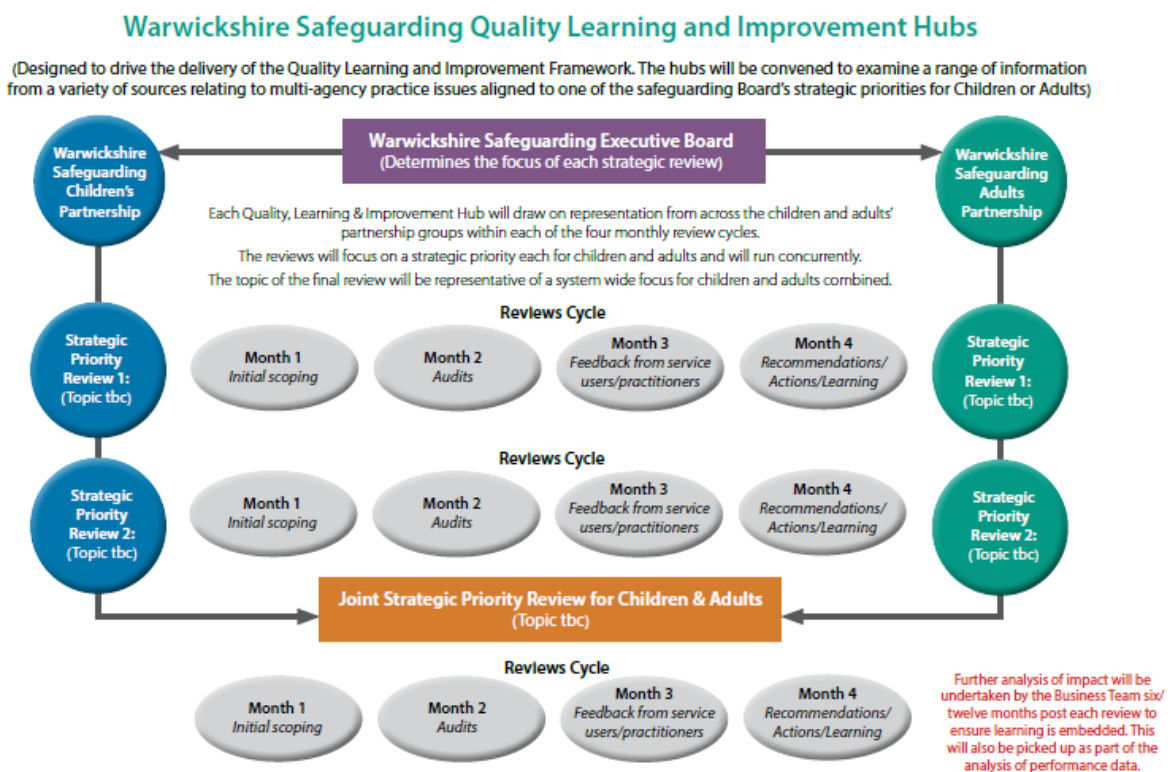 Warwickshire Safeguarding Quality Learning and Improvement Hubs
(Designed to drive the delivery of the Quality Learning and Improvement Framework. The hubs will be convened to examine a range of information
from a variety of sources relating to multi-agency practice issues aligned to one of the safeguarding Board's strategic priorities for Children or Adults)
Warwickshire
Safeguarding
Children's
Partnership
Warwickshire Safeguarding Executive Board
(Determines the focus of each strategic review)
Warwickshire
Safeguarding
Adults
Partnership
Each Quality, Learning & Improvement Hub will draw on representation from across the children and adults'
partnership groups within each of the four monthly review cycles.
The reviews will focus on a strategic priority each for children and adults and will run concurrently.
The topic of the final review will be representative of a system wide focus for children and adults combined.
Reviews Cycle
Strategic
Priority
Review 1:
(Topic tbc)
Month 1
Initial scoping
Month 2
Audits
Month 3
Feedback from service
users/practitioners
Month 4
Recommendations/
Actions/Learning
Strategic
Priority
Review 1:
(Topic tbc)
Reviews Cycle
Strategic
Priority
Review 2:
(Topic tbc)
Month 1
Initial scoping
Month 2
Audits
Month 3
Feedback from service
users/practitioners
Month 4
Recommendations/
Actions/Learning
Strategic
Priority
Review 2:
(Topic tbc)
Joint Strategic Priority Review for Children & Adults
(Topic tbc)
Reviews Cycle
Month 1
Initial scoping
Month 2
Audits
Month 3
Feedback from service
users/practitioners
Month 4
Recommendations/
Actions/Learning
Further analysis of impact will be
undertaken by the Business Team six/
twelve months post each review to
ensure learning is embedded. This
will also be picked up as part of the
analysis of performance data.